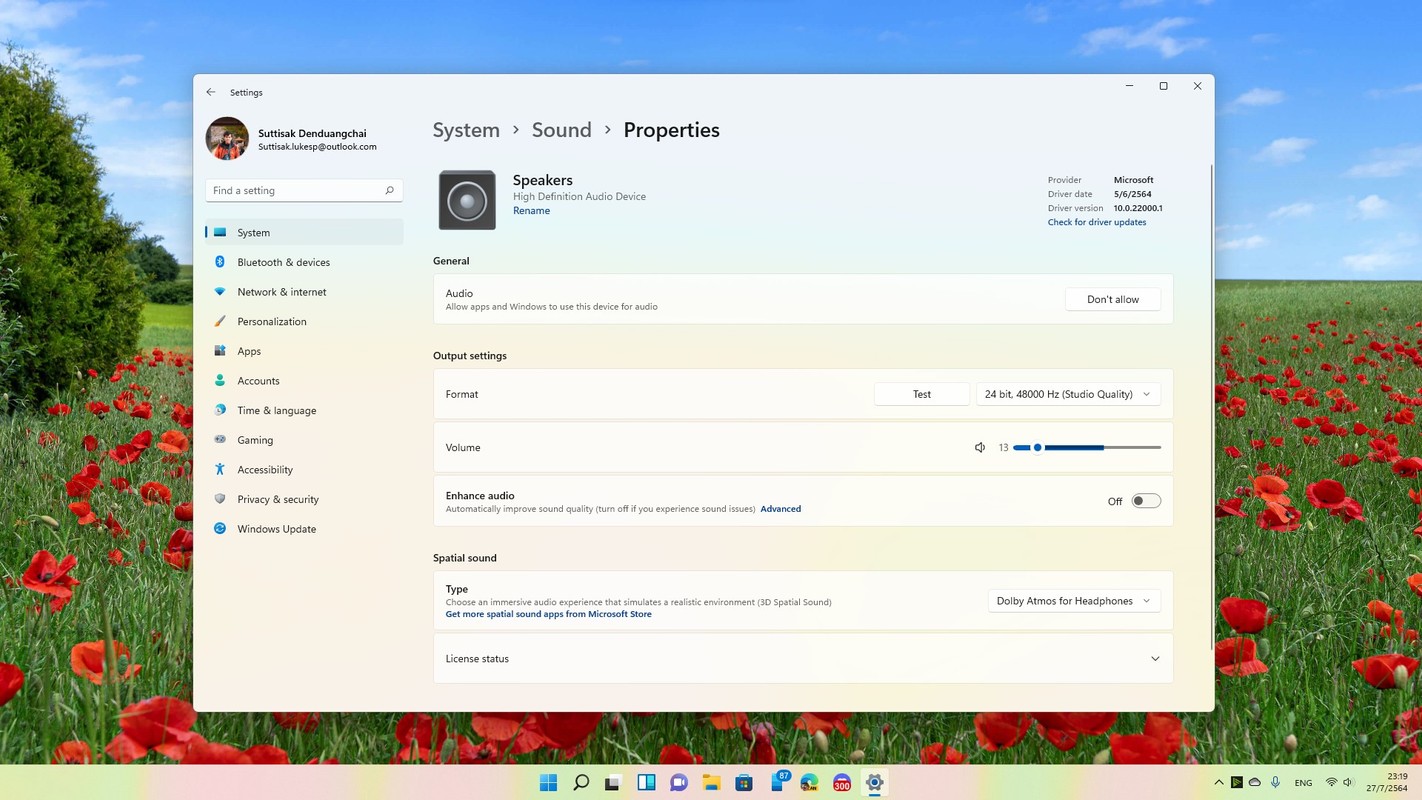 Settings
Suttisak Denduangchai
Suttisak.lukesp@outlook.com
Find a setting
System
Bluetooth & devices
Network & internet
Personalization
Apps
Accounts
Time & language
Gaming
Accessibility
Privacy & security
Windows Update
System › Sound › Properties
Speakers
High Definition Audio Device
Rename
Provider Microsoft
Driver date 5/6/2564
Driver version 10.0.22000.1
Check for driver updates
General
Audio
Allow apps and Windows to use this device for audio
Don't allow
Output settings
Format
Test
24 bit, 48000 Hz (Studio Quality)
Volume
13
Enhance audio
Automatically improve sound quality (turn off if you experience sound issues) Advanced
Off
Spatial sound
Type
Choose an immersive audio experience that simulates a realistic environment (3D Spatial Sound)
Get more spatial sound apps from Microsoft Store
Dolby Atmos for Headphones
License status
87
300
ENG
23:19
27/7/2564